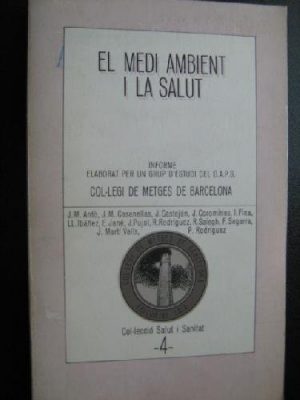 EL MEDI AMBIENT
I LA SALUT
INFORME
ELABORAT PER UN GRUP D'ESTUDI DEL G.A.P.S.
COL·LEGI DE METGES DE BARCELONA
J.M. Antó, J.M. Casanellas, J. Castejón, J. Corominas, I. Fina,
Ll. Ibáñez, E. Jané, J. Pujol, R. Rodríguez, R. Salegh, F. Segarra,
J. Martí Valls, P. Rodríguez
Col·lecció Salut i Sanitat
-4-